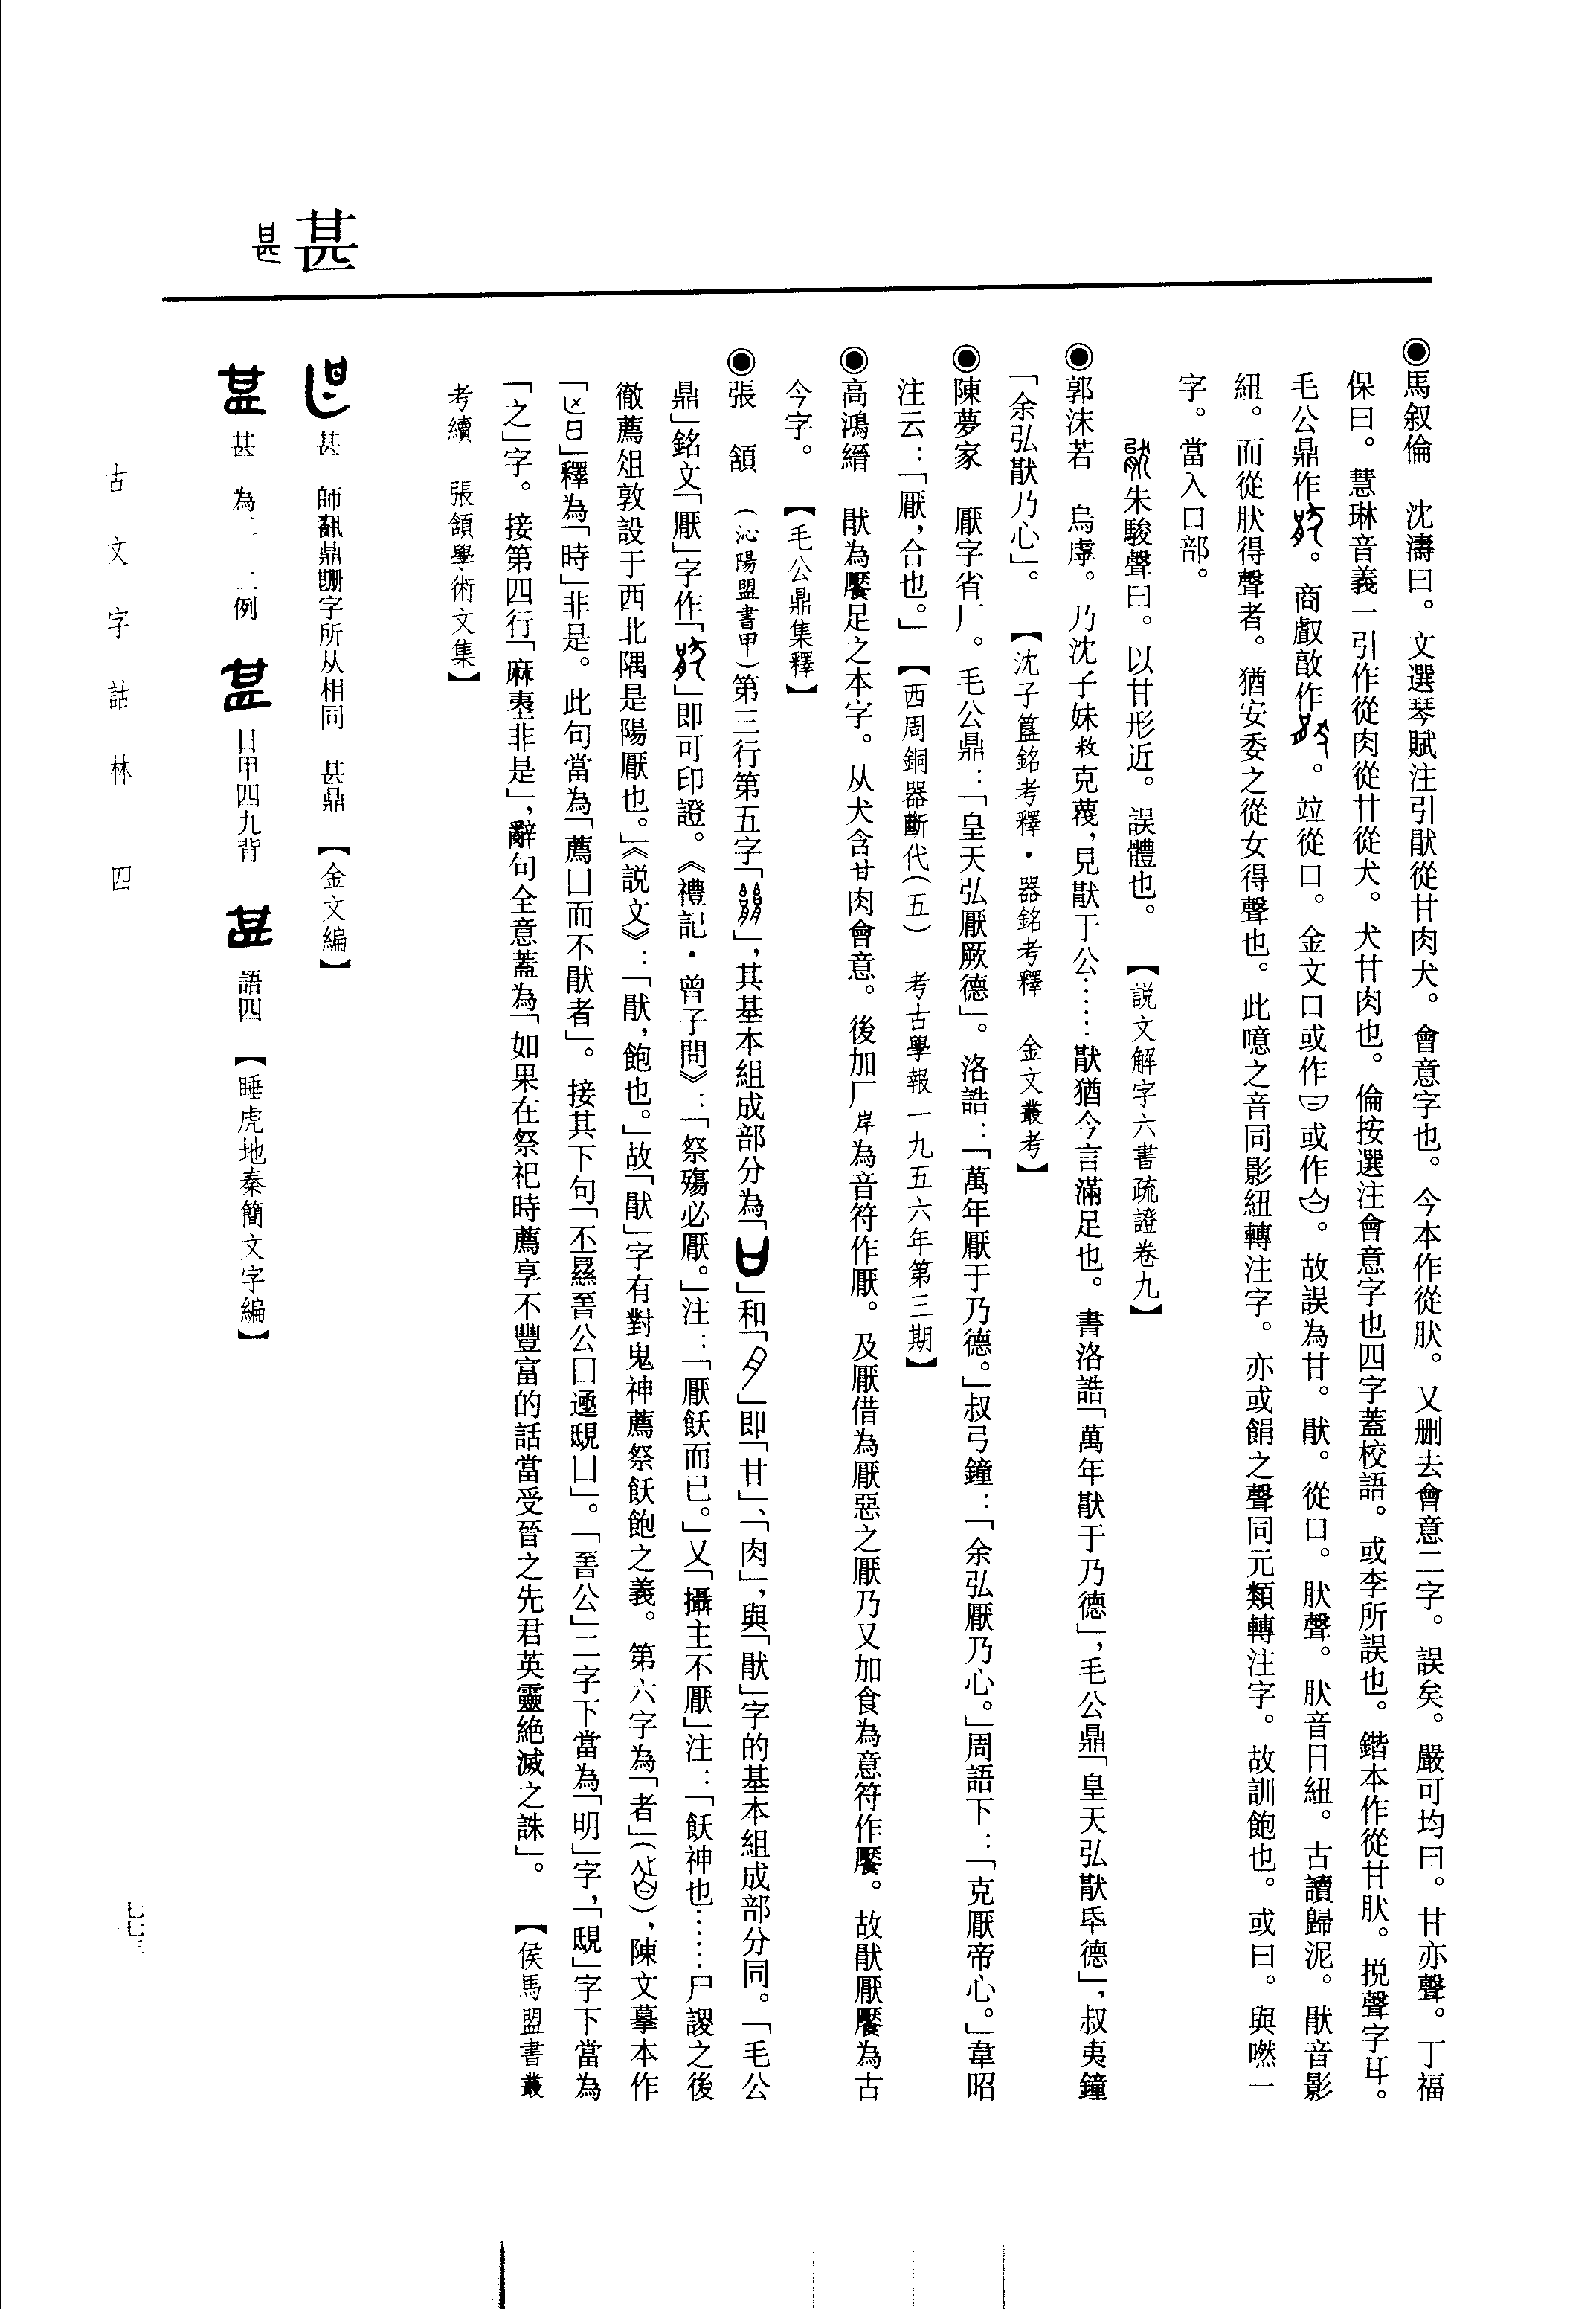 ◉馬叙倫　沈濤曰。文選琴賦注引猒從甘肉犬。會意字也。今本作從肰。又删去會意二字。誤矣。嚴可均曰。甘亦聲。丁福
保曰。慧琳音義一引作從肉從甘從犬。犬甘肉也。倫按選注會意字也四字蓋校語。或李所誤也。鍇本作從甘肰。捝聲字耳。
毛公鼎作。商敔作。竝從口。金文口或作或作。故誤為甘。猒。從口。肰聲。肰音日紐。古讀歸泥。猒音影
紐。而從肰得聲者。猶安委之從女得聲也。此噫之音同影紐轉注字。亦或餶之聲同元類轉注字。故訓飽也。或曰。與嘫一
字。當入口部。
朱駿聲曰。以甘形近。誤體也。　【説文解字六書疏證卷九】
◉郭沫若　烏虖。乃沈子妹克蔑，見猒于公……猒猶今言滿足也。書洛誥「萬年猒于乃德」，毛公鼎「皇天弘猒氒德」，叔夷鐘
「余弘猒乃心」。　【沈子簋銘考釋·器銘考釋　金文叢考】
◉陳夢家　厭字省厂。毛公鼎：「皇天弘厭厥德」。洛誥：「萬年厭于乃德。」叔弓鐘：「余弘厭乃心。」周語下：「克厭帝心。」韋昭
注云：「厭，合也。」　【西周銅器斷代（五）　考古學報一九五六年第三期】
◉高鴻縉　猒為饜足之本字。从犬含甘肉會意。後加厂岸為音符作厭。及厭借為厭惡之厭乃又加食為意符作饜。故猒厭饜為古
今字。　【毛公鼎集釋】
◉張　頷　（沁陽盟書甲）第三行第五字「」，其基本組成部分為「」和「」即「甘」、「肉」，與「猒」字的基本組成部分同。「毛公
鼎」銘文「厭」字作「」即可印證。《禮記·曾子問》：「祭殤必厭。」注：「厭飫而已。」又「攝主不厭」注：「飫神也……尸謖之後
徹薦俎敦設于西北隅是陽厭也。」《説文》：「猒，飽也。」故「猒」字有對鬼神薦祭飫飽之義。第六字為「者」（），陳文摹本作
「」釋為「時」非是。此句當為「薦囗而不猒者」。接其下句「不㬎晉公囗亟覞囗」。「晉公」二字下當為「明」字，「覞」字下當為
「之」字。接第四行「麻夷非是」，辭句全意蓋為「如果在祭祀時薦享不豐富的話當受晉之先君英靈絶滅之誅」。　【侯馬盟書叢
考續　張頷學術文集】
甚 甚
甚　師𩛥鼎字所从相同　甚鼎　【金文編】
甚　為　例　日甲四九背　語四　【睡虎地秦簡文字編】
古文字詁林　四
七七三